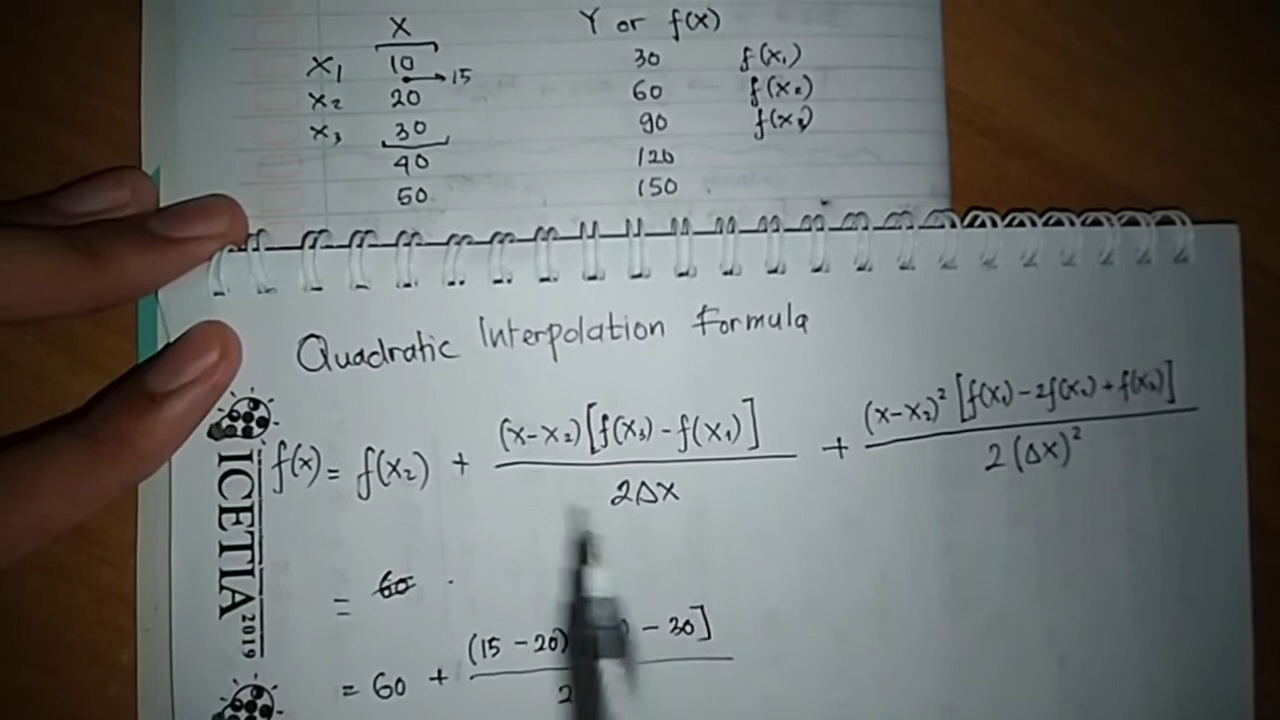 X Y or f(x)
x₁ 10 → 15 30 f(x₁)
x₂ 20 60 f(x₂)
x₃ 30 90 f(x₃)
40 120
50 150
Quadratic Interpolation Formula
f(x) = f(x₂) + (x-x₂)[f(x₃) - f(x₁)] / 2Δx + (x-x₂)² [f(x₁) - 2f(x₂) + f(x₃)] / 2(Δx)²
= 60
= 60 + (15 - 20) - 30] / 2
ICETIA 2019